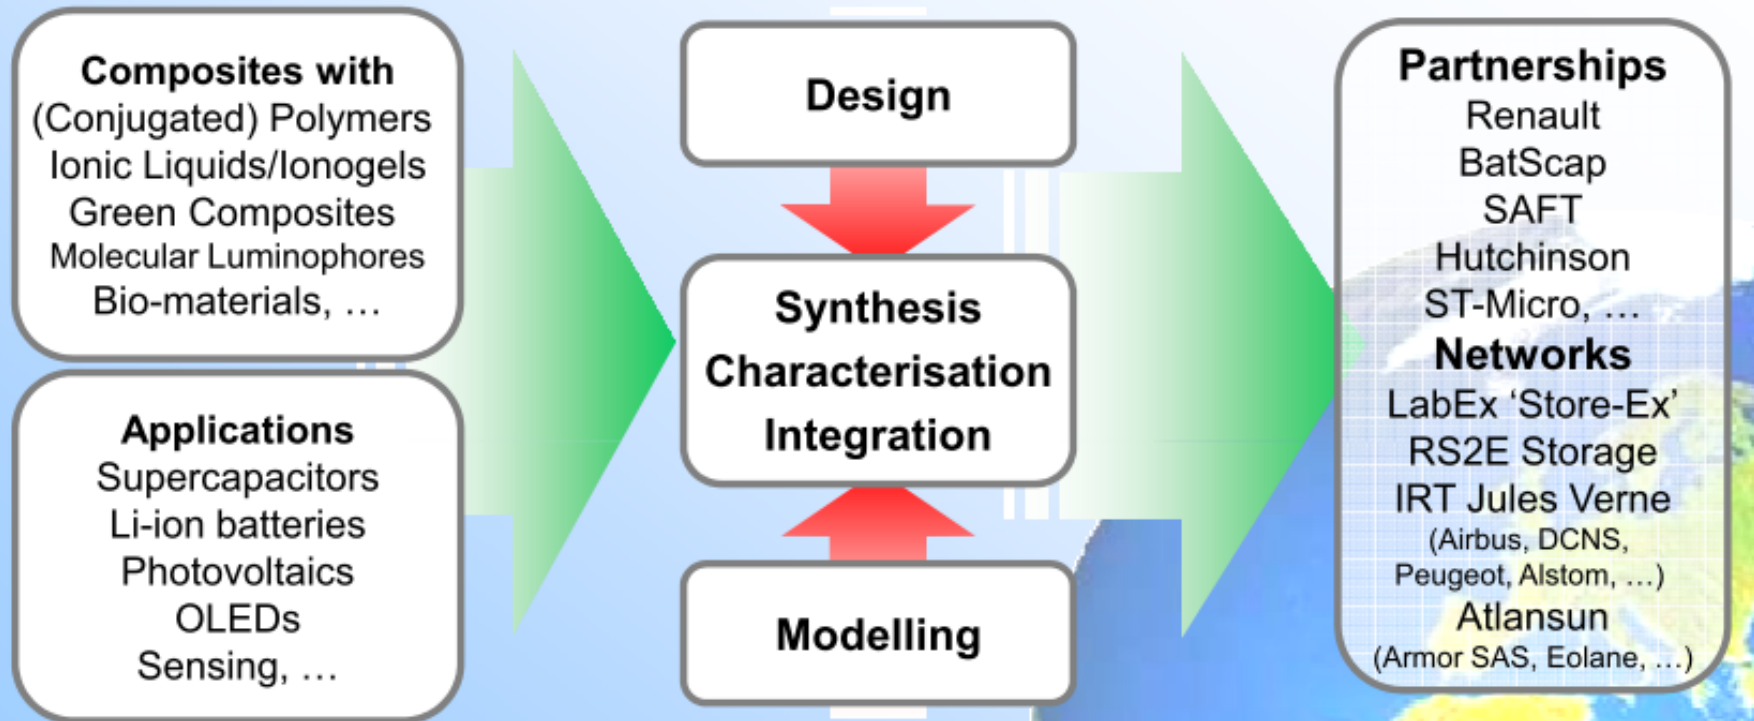 Composites with
(Conjugated) Polymers
Ionic Liquids/Ionogels
Green Composites
Molecular Luminophores
Bio-materials, …
Applications
Supercapacitors
Li-ion batteries
Photovoltaics
OLEDs
Sensing, …
Design
Synthesis
Characterisation
Integration
Modelling
Partnerships
Renault
BatScap
SAFT
Hutchinson
ST-Micro, …
Networks
LabEx ‘Store-Ex’
RS2E Storage
IRT Jules Verne
(Airbus, DCNS,
Peugeot, Alstom, …)
Atlansun
(Armor SAS, Eolane, …)